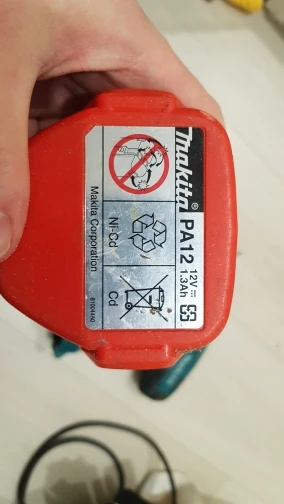 Makita®
PA12
12V
1.3Ah
Ni-Cd
Cd
Makita Corporation